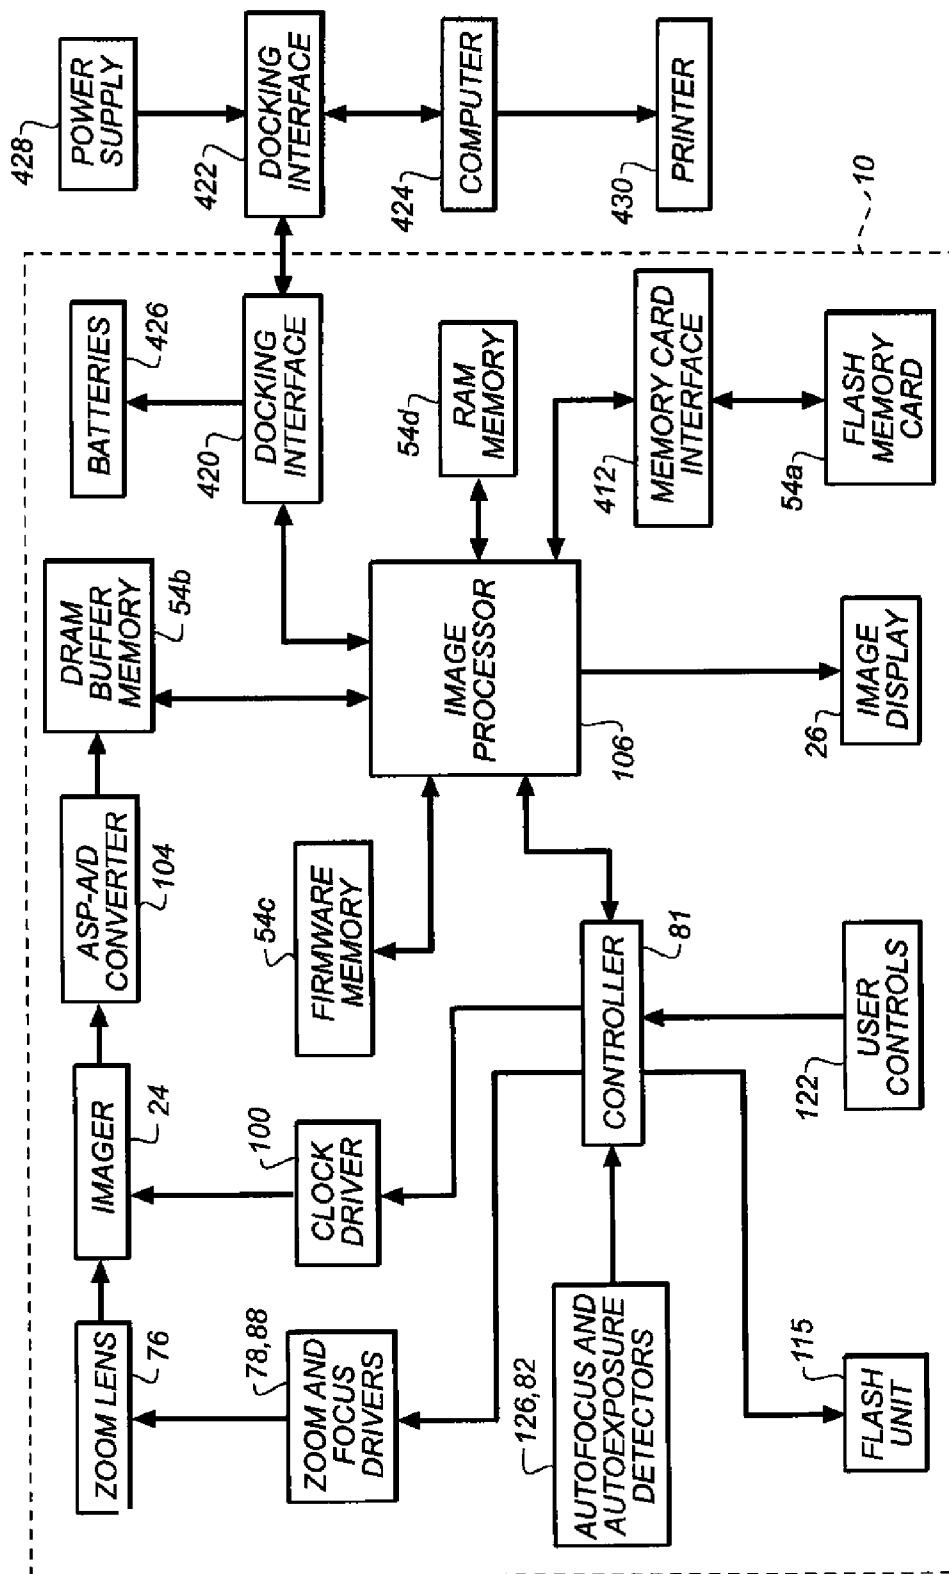 ZOOM LENS
76
IMAGER
24
ASP-A/D
CONVERTER
104
DRAM
BUFFER
MEMORY
54b
BATTERIES
426
428
POWER
SUPPLY
78,88
ZOOM AND
FOCUS
DRIVERS
100
CLOCK
DRIVER
54c
FIRMWARE
MEMORY
420
DOCKING
INTERFACE
422
DOCKING
INTERFACE
126,82
AUTOFOCUS AND
AUTOEXPOSURE
DETECTORS
CONTROLLER
81
IMAGE
PROCESSOR
106
54d
RAM
MEMORY
424
COMPUTER
412
MEMORY CARD
INTERFACE
430
PRINTER
115
FLASH
UNIT
122
USER
CONTROLS
26
IMAGE
DISPLAY
54a
FLASH
MEMORY
CARD
10